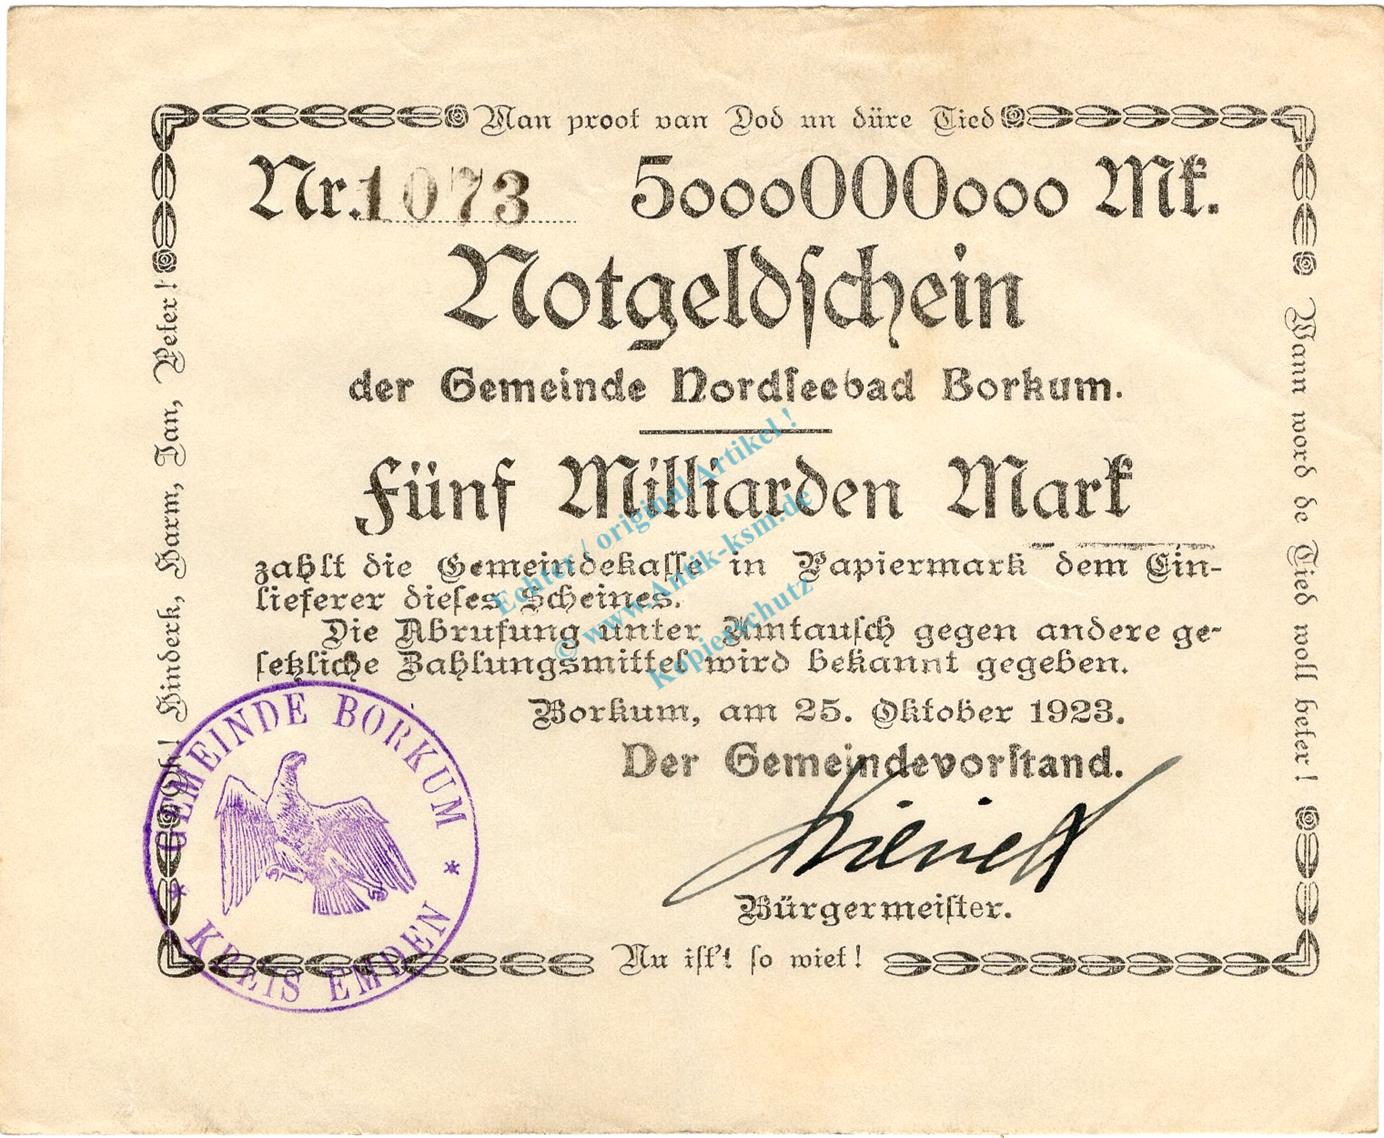 Man proot van Dod un düre Tied
Nr. 1073 5000000000 Mk.
Notgeldschein
der Gemeinde Nordseebad Borkum.
Fünf Milliarden Mark
zahlt die Gemeindekasse in Papiermark dem Ein-
lieferer dieses Scheines.
Die Abrufung unter Amtausch gegen andere ge-
setzliche Zahlungsmittel wird bekannt gegeben.
Borkum, am 25. Oktober 1923.
Der Gemeindevorstand.
Bürgermeister.
Nu ist't so wiet!
Hinderk, Harm, Jan, Peter!
Wann word de Tied woll beter!
GEMEINDE BORKUM
* KREIS EMDEN *
Echter / original Artikel !
© www.Antik-ksm.de
Kopierschutz